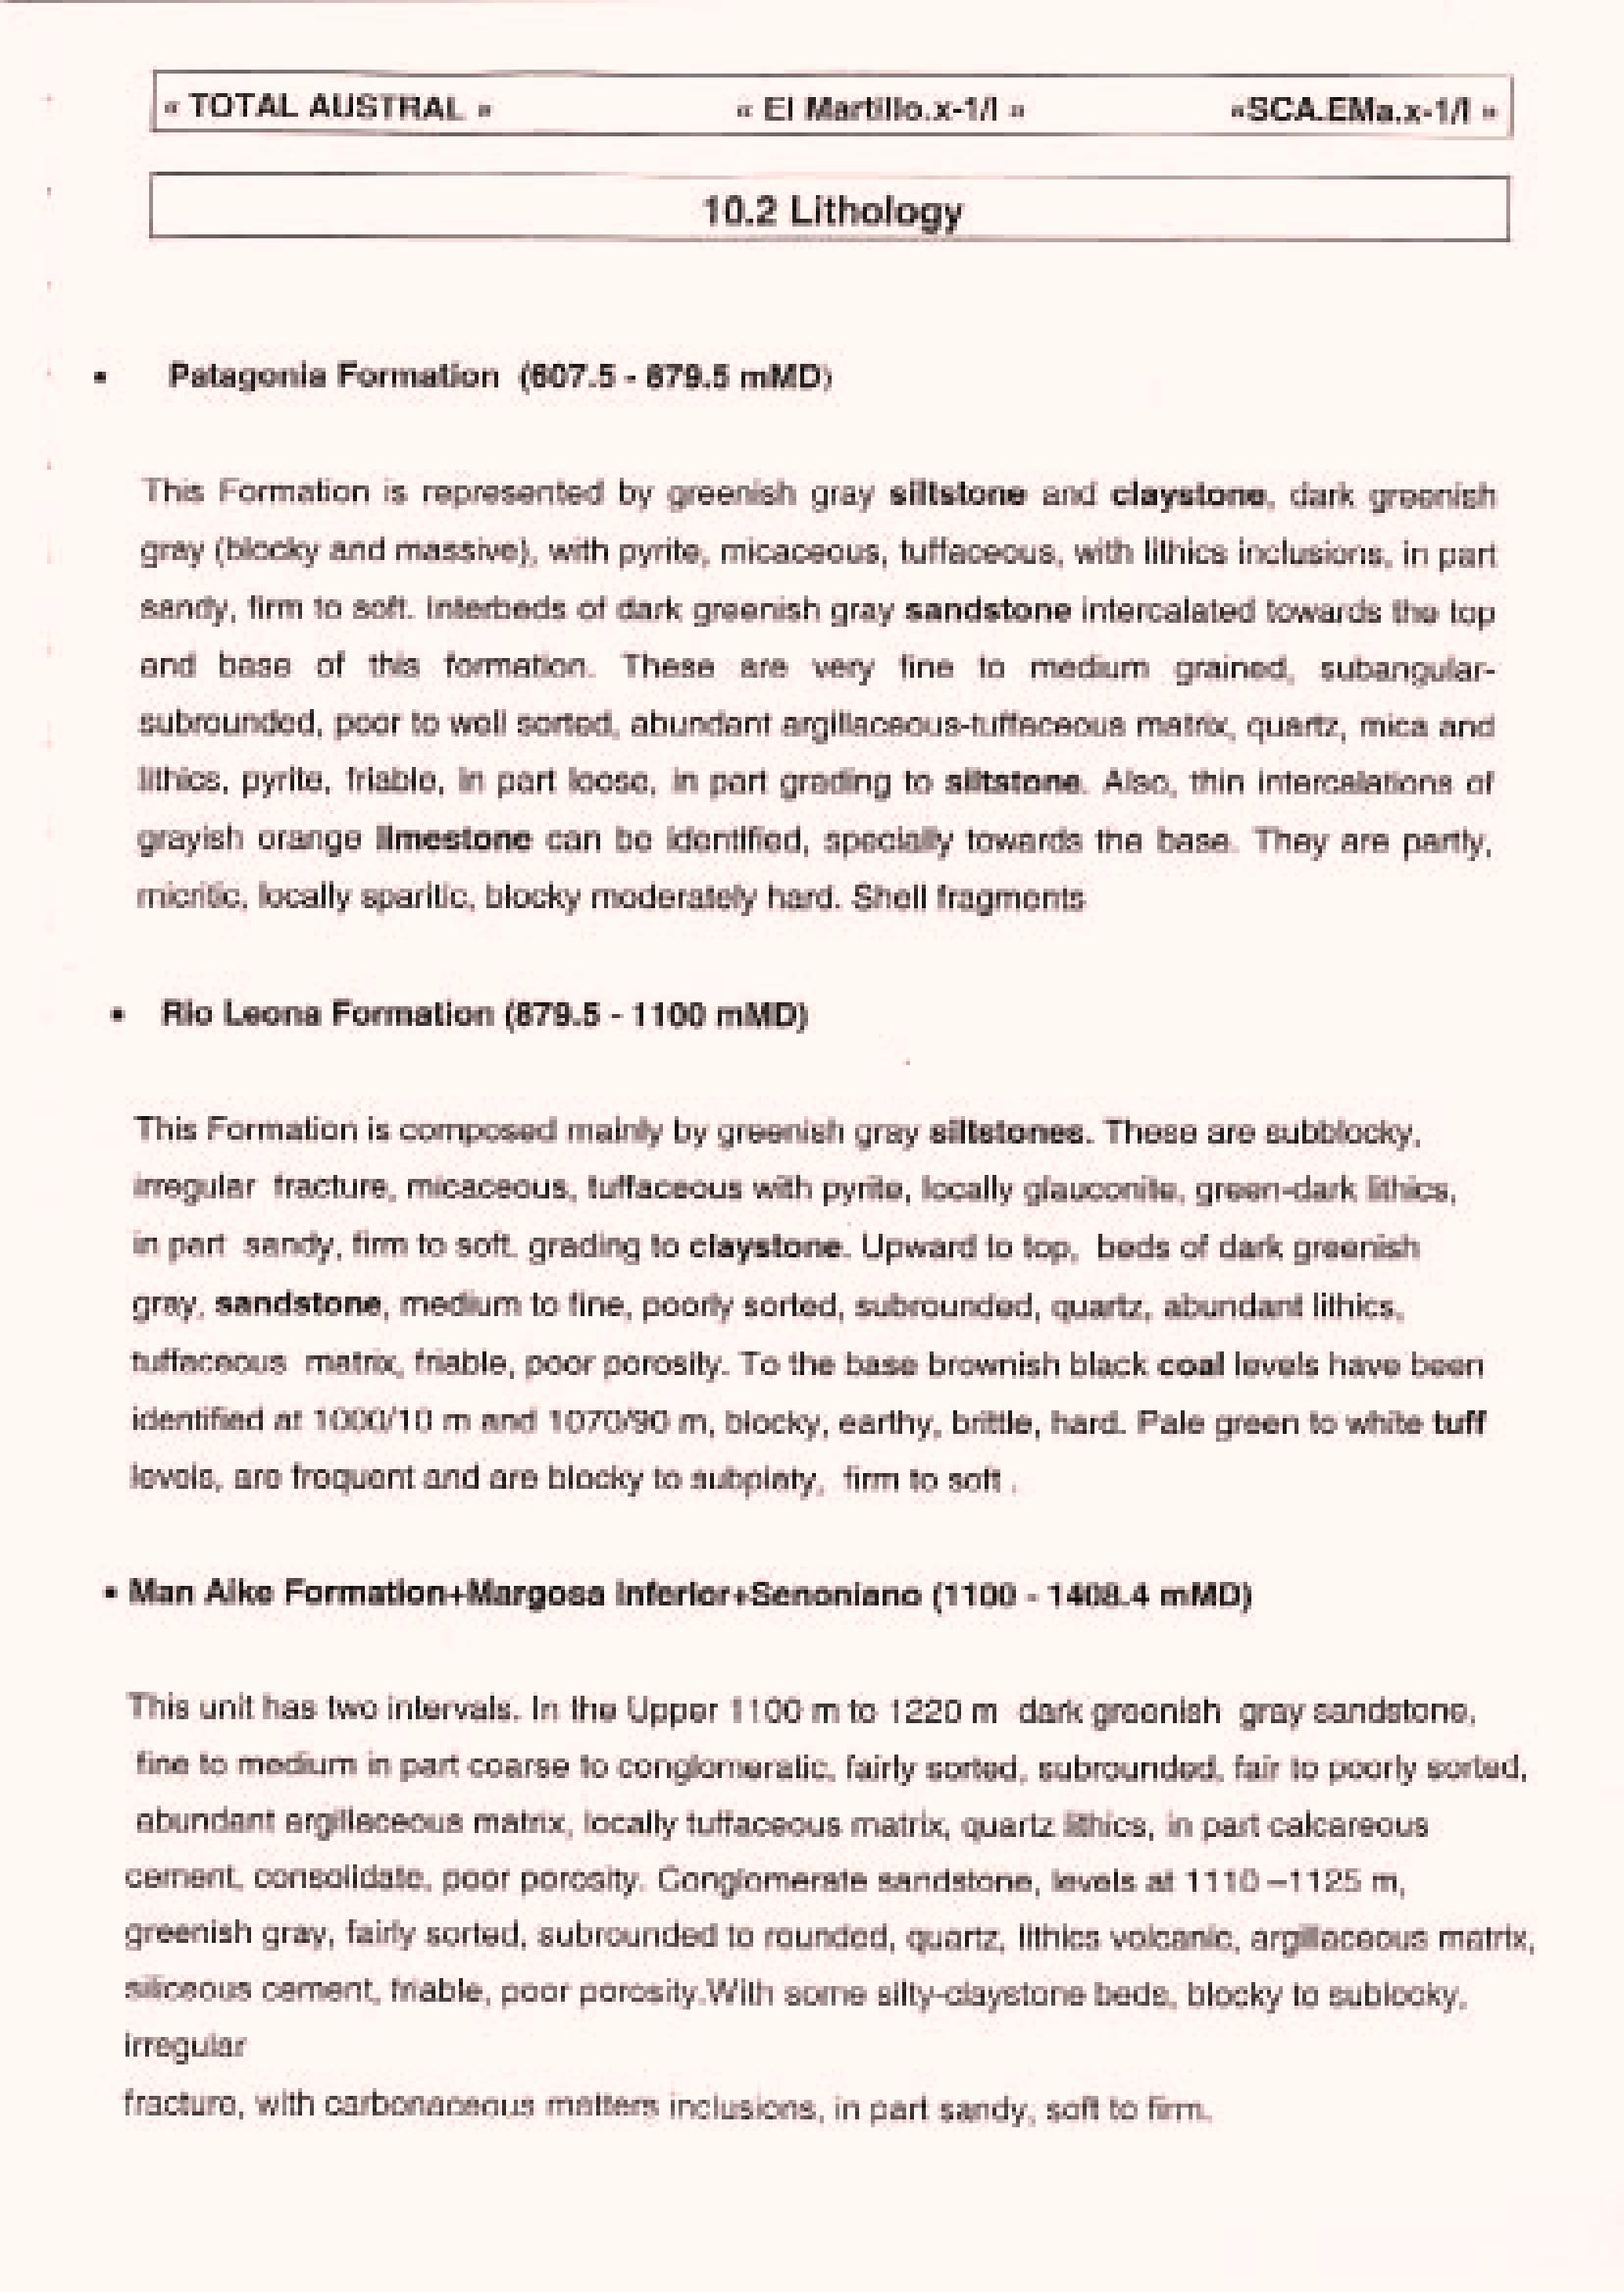 « TOTAL AUSTRAL » « El Martillo.x-1/l » «SCA.EMa.x-1/l »
10.2 Lithology
▪ Patagonia Formation (607.5 - 879.5 mMD)
This Formation is represented by greenish gray siltstone and claystone, dark greenish
gray (blocky and massive), with pyrite, micaceous, tuffaceous, with lithics inclusions, in part
sandy, firm to soft. Interbeds of dark greenish gray sandstone intercalated towards the top
and base of this formation. These are very fine to medium grained, subangular-
subrounded, poor to well sorted, abundant argillaceous-tuffaceous matrix, quartz, mica and
lithics, pyrite, friable, in part loose, in part grading to siltstone. Also, thin intercalations of
grayish orange limestone can be identified, specially towards the base. They are partly,
micritic, locally sparitic, blocky moderately hard. Shell fragments
▪ Rio Leona Formation (879.5 - 1100 mMD)
This Formation is composed mainly by greenish gray siltstones. These are subblocky,
irregular fracture, micaceous, tuffaceous with pyrite, locally glauconite, green-dark lithics,
in part sandy, firm to soft. grading to claystone. Upward to top, beds of dark greenish
gray, sandstone, medium to fine, poorly sorted, subrounded, quartz, abundant lithics,
tuffaceous matrix, friable, poor porosity. To the base brownish black coal levels have been
identified at 1000/10 m and 1070/90 m, blocky, earthy, brittle, hard. Pale green to white tuff
levels, are frequent and are blocky to subplaty, firm to soft .
▪ Man Aike Formation+Margosa Inferior+Senoniano (1100 - 1408.4 mMD)
This unit has two intervals. In the Upper 1100 m to 1220 m dark greenish gray sandstone,
fine to medium in part coarse to conglomeratic, fairly sorted, subrounded, fair to poorly sorted,
abundant argillaceous matrix, locally tuffaceous matrix, quartz lithics, in part calcareous
cement, consolidate, poor porosity. Conglomerate sandstone, levels at 1110 –1125 m,
greenish gray, fairly sorted, subrounded to rounded, quartz, lithics volcanic, argillaceous matrix,
siliceous cement, friable, poor porosity.With some silty-claystone beds, blocky to sublocky,
irregular
fracture, with carbonaceous matters inclusions, in part sandy, soft to firm.